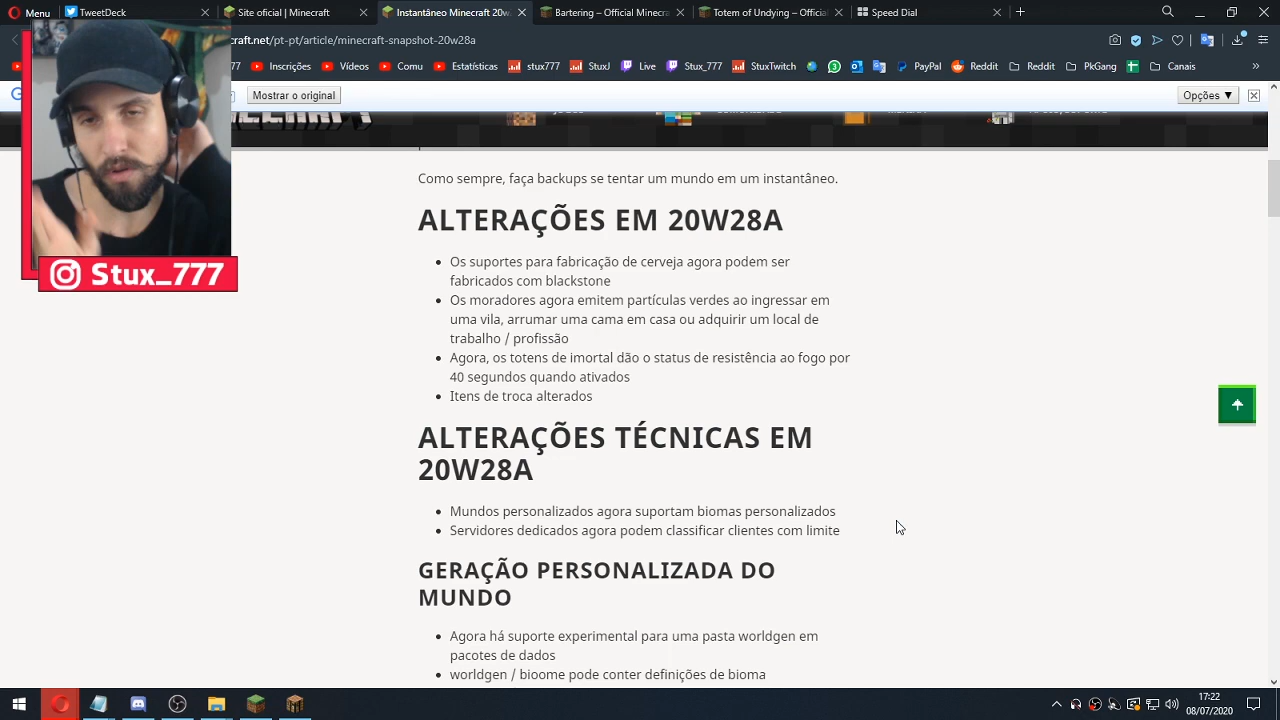 Menu
TweetDeck
Site oficial | Minecraft
Instantâneo Minecraft 20w
Bartering – Official Minecra
Totem of Undying – Official
Speed Dial
craft.net/pt-pt/article/minecraft-snapshot-20w28a
Inscrições
Vídeos
Comu
Estatísticas
stux777
StuxJ
Live
Stux_777
StuxTwitch
PayPal
Reddit
Reddit
PkGang
Canais
Mostrar o original
Opções ▼
Como sempre, faça backups se tentar um mundo em um instantâneo.
ALTERAÇÕES EM 20W28A
Os suportes para fabricação de cerveja agora podem ser
fabricados com blackstone
Os moradores agora emitem partículas verdes ao ingressar em
uma vila, arrumar uma cama em casa ou adquirir um local de
trabalho / profissão
Agora, os totens de imortal dão o status de resistência ao fogo por
40 segundos quando ativados
Itens de troca alterados
ALTERAÇÕES TÉCNICAS EM
20W28A
Mundos personalizados agora suportam biomas personalizados
Servidores dedicados agora podem classificar clientes com limite
GERAÇÃO PERSONALIZADA DO
MUNDO
Agora há suporte experimental para uma pasta worldgen em
pacotes de dados
worldgen / bioome pode conter definições de bioma
Stux_777
17:22
08/07/2020